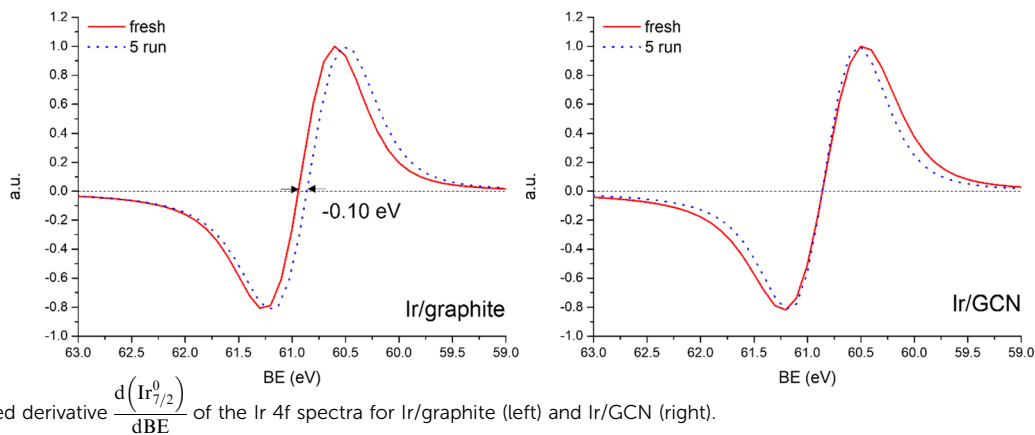 1.2
1.0
0.8
0.6
0.4
0.2
0.0
-0.2
-0.4
-0.6
-0.8
-1.0
a.u.
fresh
5 run
-0.10 eV
Ir/graphite
63.0 62.5 62.0 61.5 61.0 60.5 60.0 59.5 59.0
BE (eV)
1.2
1.0
0.8
0.6
0.4
0.2
0.0
-0.2
-0.4
-0.6
-0.8
-1.0
a.u.
fresh
5 run
Ir/GCN
63.0 62.5 62.0 61.5 61.0 60.5 60.0 59.5 59.0
BE (eV)
ed derivative d(Ir⁰₇/₂)/dBE of the Ir 4f spectra for Ir/graphite (left) and Ir/GCN (right).